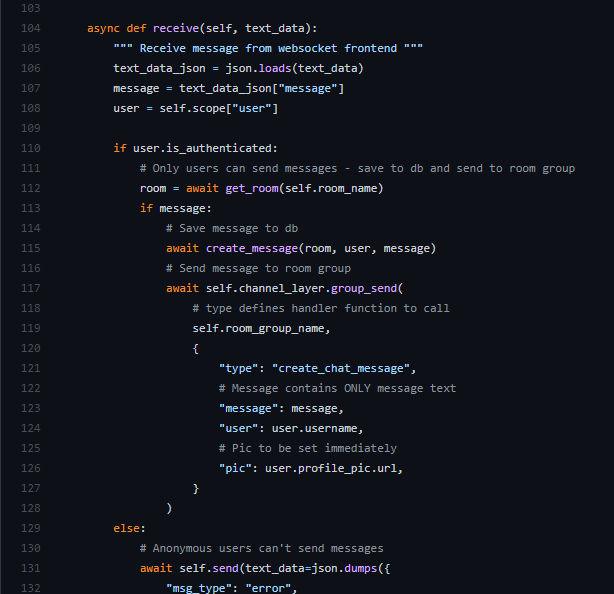 103
104 async def receive(self, text_data):
105 """ Receive message from websocket frontend """
106 text_data_json = json.loads(text_data)
107 message = text_data_json["message"]
108 user = self.scope["user"]
109
110 if user.is_authenticated:
111 # Only users can send messages - save to db and send to room group
112 room = await get_room(self.room_name)
113 if message:
114 # Save message to db
115 await create_message(room, user, message)
116 # Send message to room group
117 await self.channel_layer.group_send(
118 # type defines handler function to call
119 self.room_group_name,
120 {
121 "type": "create_chat_message",
122 # Message contains ONLY message text
123 "message": message,
124 "user": user.username,
125 # Pic to be set immediately
126 "pic": user.profile_pic.url,
127 }
128 )
129 else:
130 # Anonymous users can't send messages
131 await self.send(text_data=json.dumps({
132 "msg_type": "error",